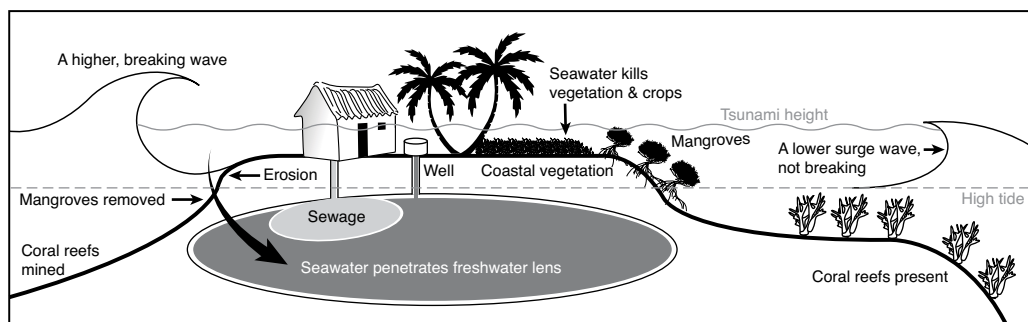 A higher, breaking wave
Seawater kills
vegetation & crops
Tsunami height
Mangroves
A lower surge wave,
not breaking
Erosion
Well
Coastal vegetation
Mangroves removed
High tide
Sewage
Coral reefs
mined
Seawater penetrates freshwater lens
Coral reefs present